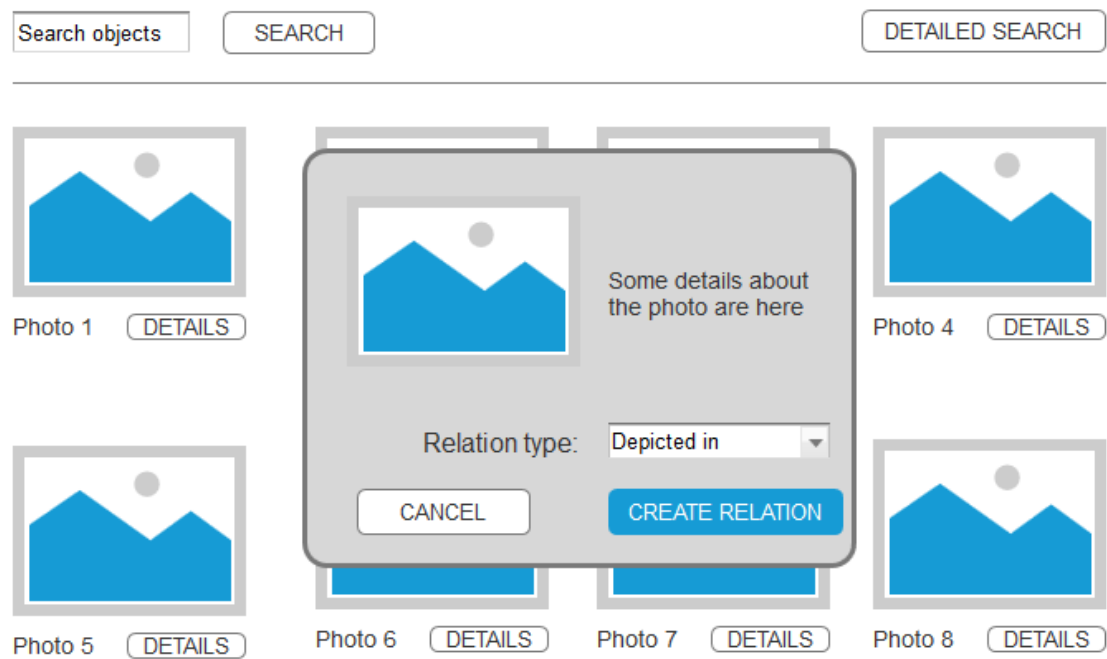 Search objects
SEARCH
DETAILED SEARCH
Some details about
the photo are here
Photo 1
DETAILS
Photo 4
DETAILS
Relation type:
Depicted in
CANCEL
CREATE RELATION
Photo 5
DETAILS
Photo 6
DETAILS
Photo 7
DETAILS
Photo 8
DETAILS